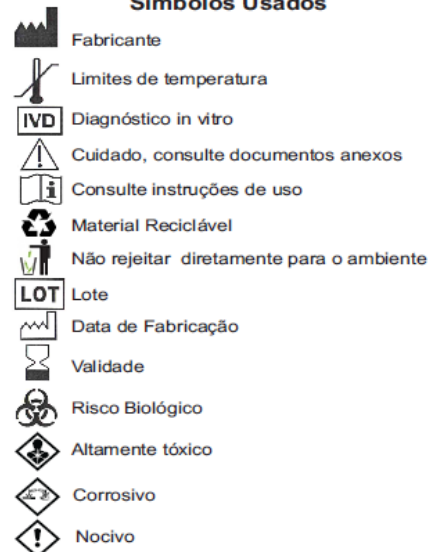 Símbolos Usados
Fabricante
Limites de temperatura
IVD Diagnóstico in vitro
Cuidado, consulte documentos anexos
i Consulte instruções de uso
Material Reciclável
Não rejeitar diretamente para o ambiente
LOT Lote
Data de Fabricação
Validade
Risco Biológico
Altamente tóxico
Corrosivo
Nocivo